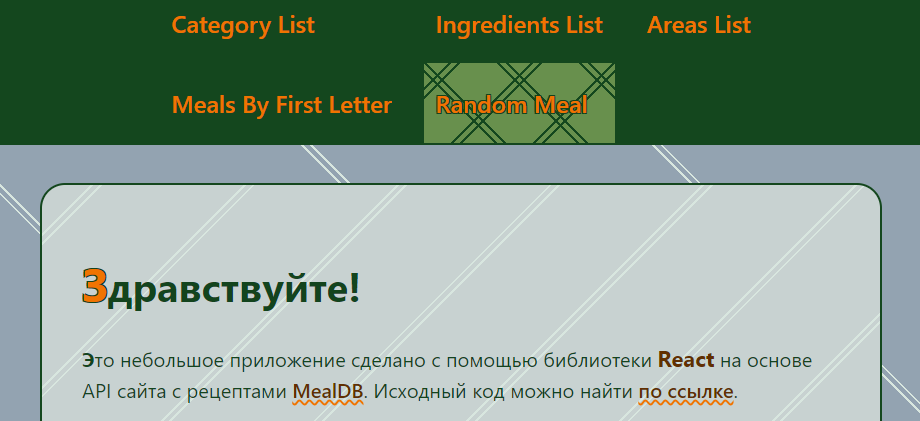 Category List Ingredients List Areas List
Meals By First Letter Random Meal
Здравствуйте!
Это небольшое приложение сделано с помощью библиотеки React на основе
API сайта с рецептами MealDB. Исходный код можно найти по ссылке.